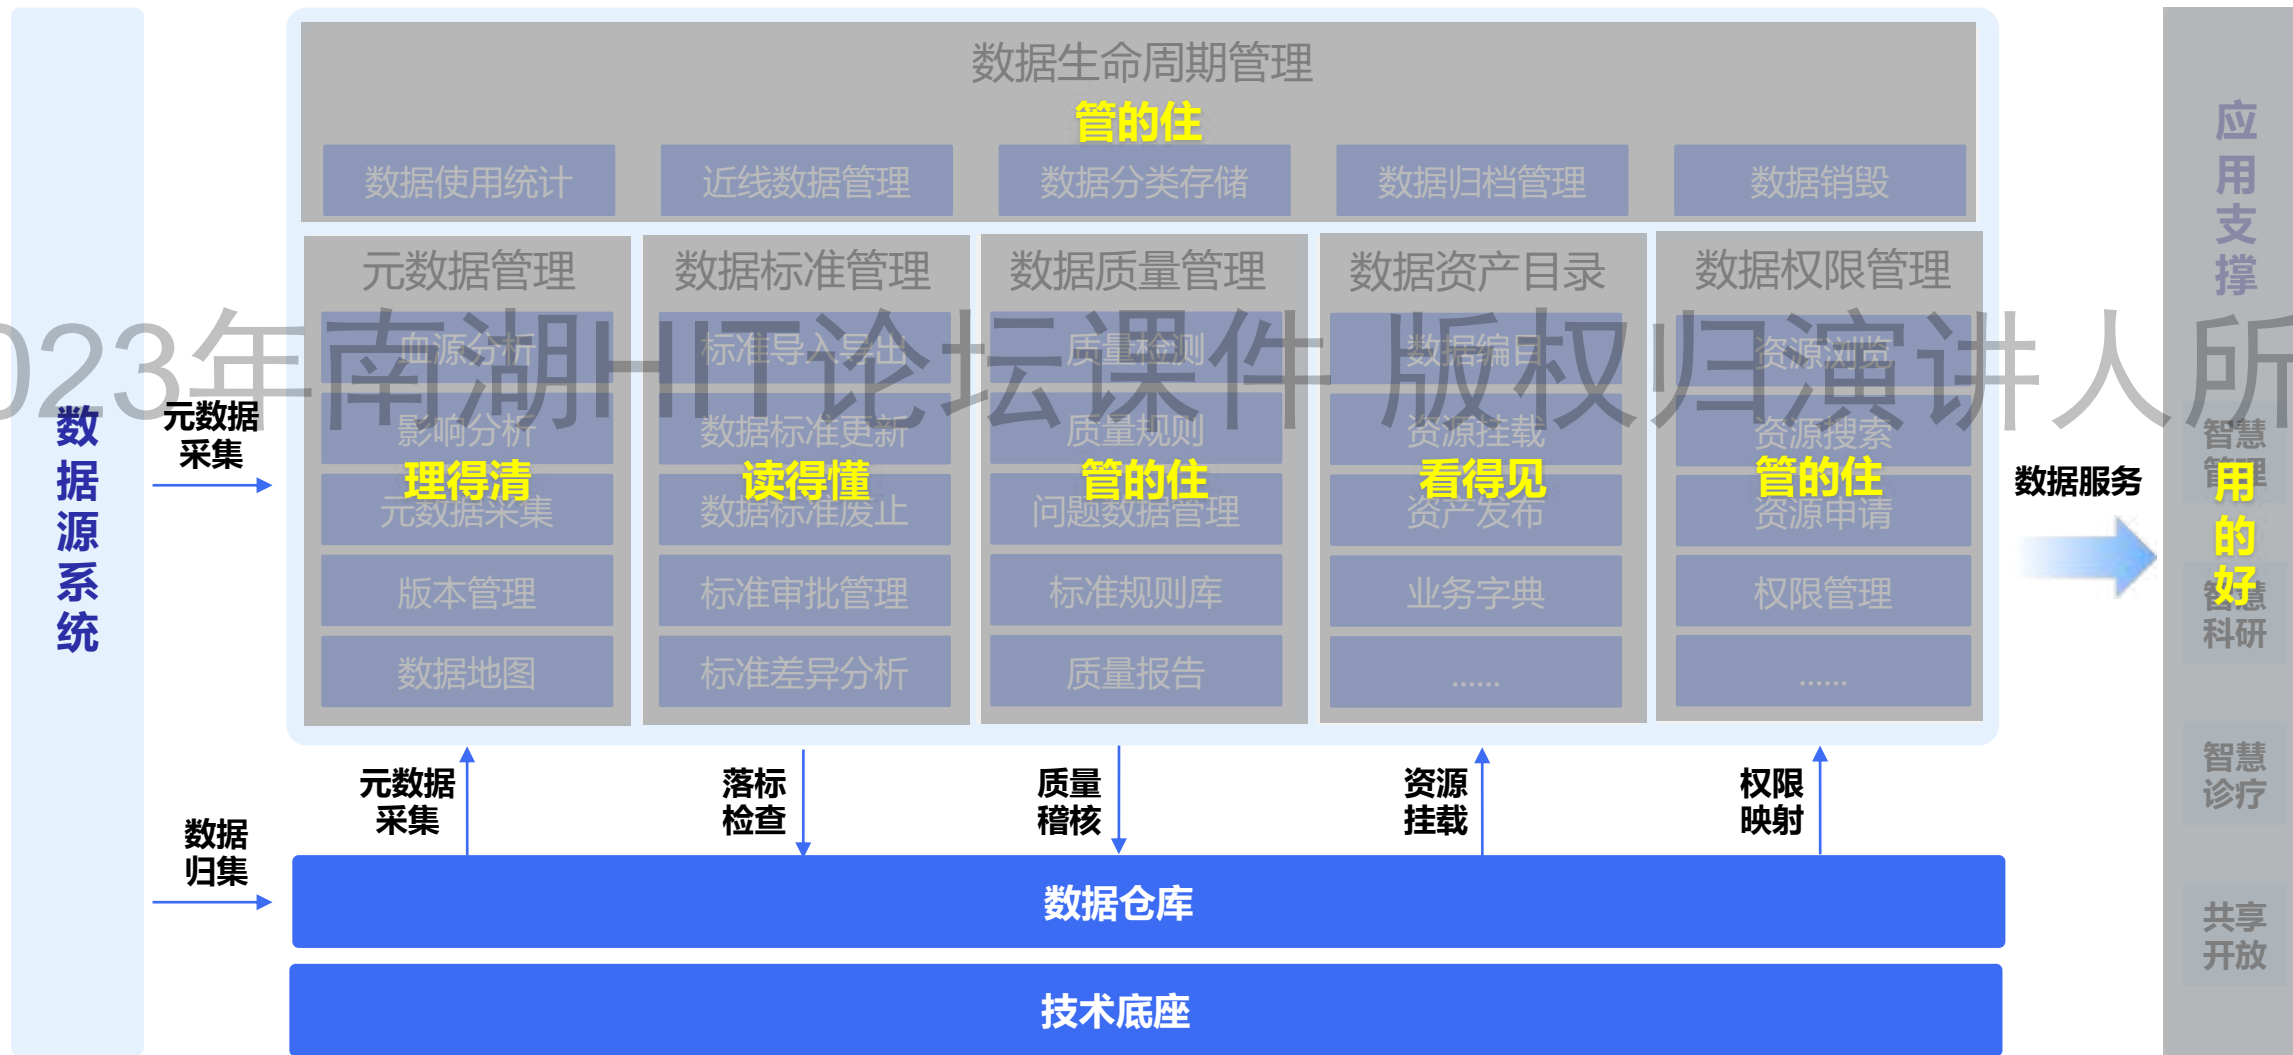 数据生命周期管理
管的住
数据使用统计 近线数据管理 数据分类存储 数据归档管理 数据销毁
元数据管理
血源分析
影响分析
理得清
元数据采集
版本管理
数据地图
数据标准管理
标准导入导出
数据标准更新
读得懂
数据标准废止
标准审批管理
标准差异分析
数据质量管理
质量检测
质量规则
管的住
问题数据管理
标准规则库
质量报告
数据资产目录
数据编目
资源挂载
看得见
资产发布
业务字典
......
数据权限管理
资源浏览
资源搜索
管的住
资源申请
权限管理
......
023年南湖HIT论坛课件 版权归演讲人所
数据源系统
元数据
采集
数据
归集
元数据
采集
落标
检查
质量
稽核
资源
挂载
权限
映射
数据仓库
技术底座
数据服务
应用支撑
智慧
管理
用的好
智慧
科研
智慧
诊疗
共享
开放